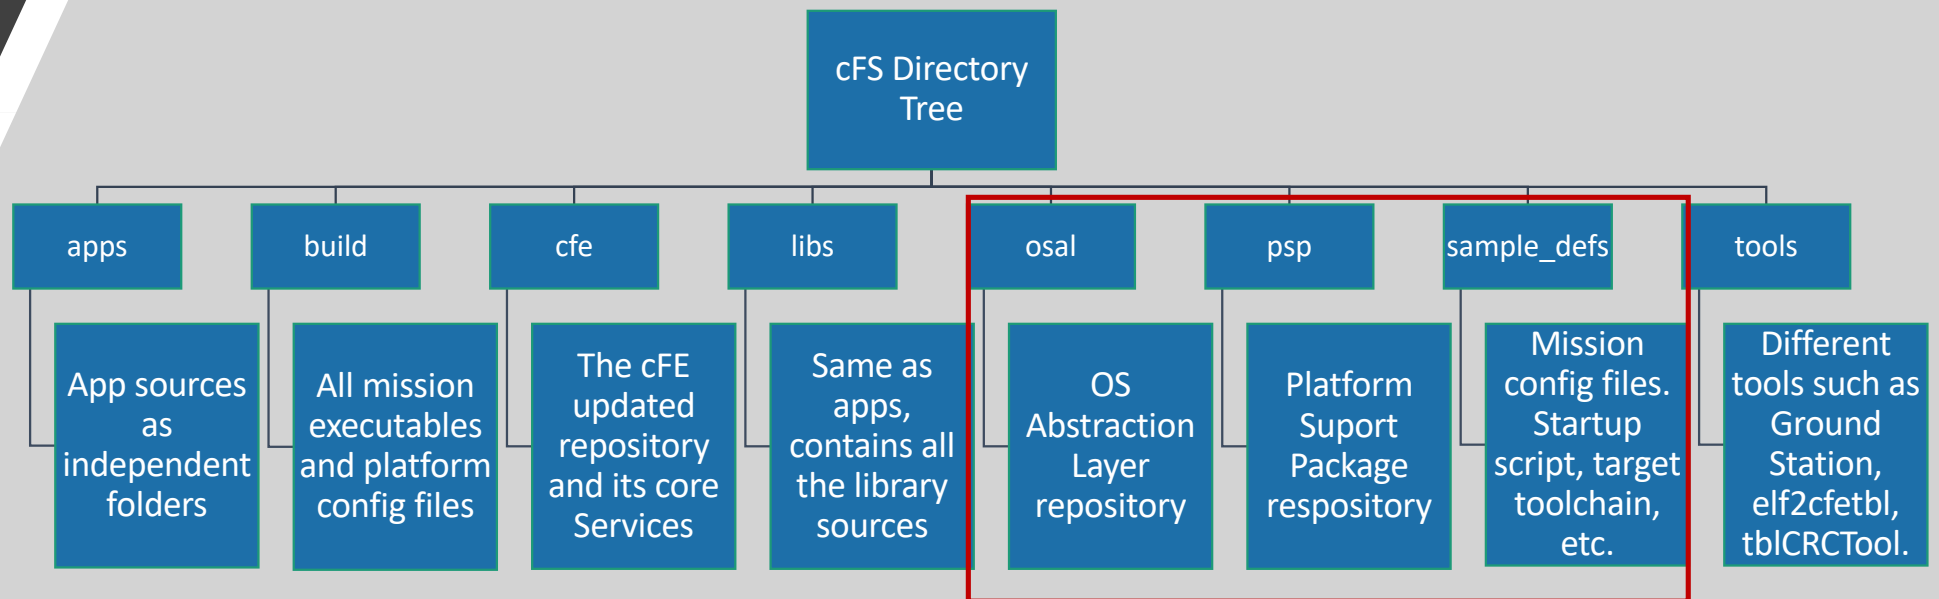 cFS Directory
Tree
apps
build
cfe
libs
osal
psp
sample_defs
tools
App sources
as
independent
folders
All mission
executables
and platform
config files
The cFE
updated
repository
and its core
Services
Same as
apps,
contains all
the library
sources
OS
Abstraction
Layer
repository
Platform
Suport
Package
respository
Mission
config files.
Startup
script, target
toolchain,
etc.
Different
tools such as
Ground
Station,
elf2cfetbl,
tblCRCTool.